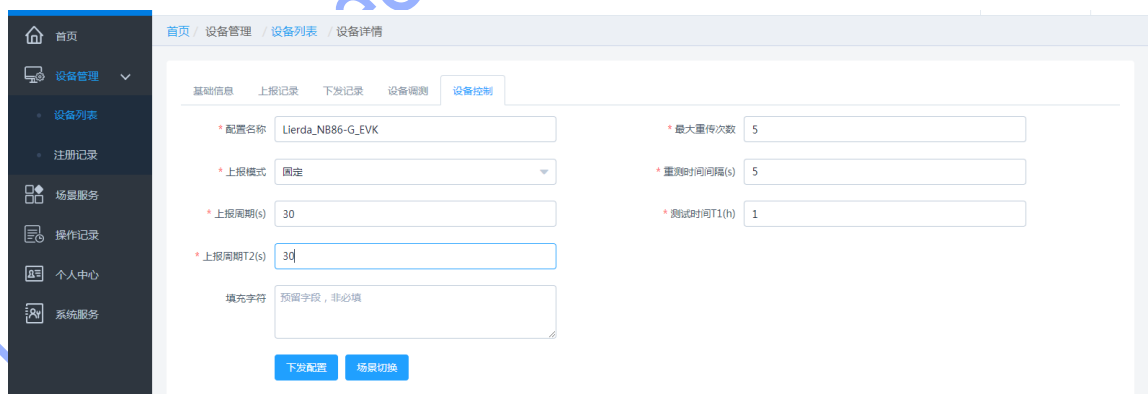 首页
设备管理
设备列表
注册记录
场景服务
操作记录
个人中心
系统服务
首页 / 设备管理 / 设备列表 / 设备详情
基础信息 上报记录 下发记录 设备调测 设备控制
* 配置名称 Lierda_NB86-G_EVK * 最大重传次数 5
* 上报模式 固定 * 重测时间间隔(s) 5
* 上报周期(s) 30 * 测试时间T1(h) 1
* 上报周期T2(s) 30
填充字符 预留字段，非必填
下发配置 场景切换